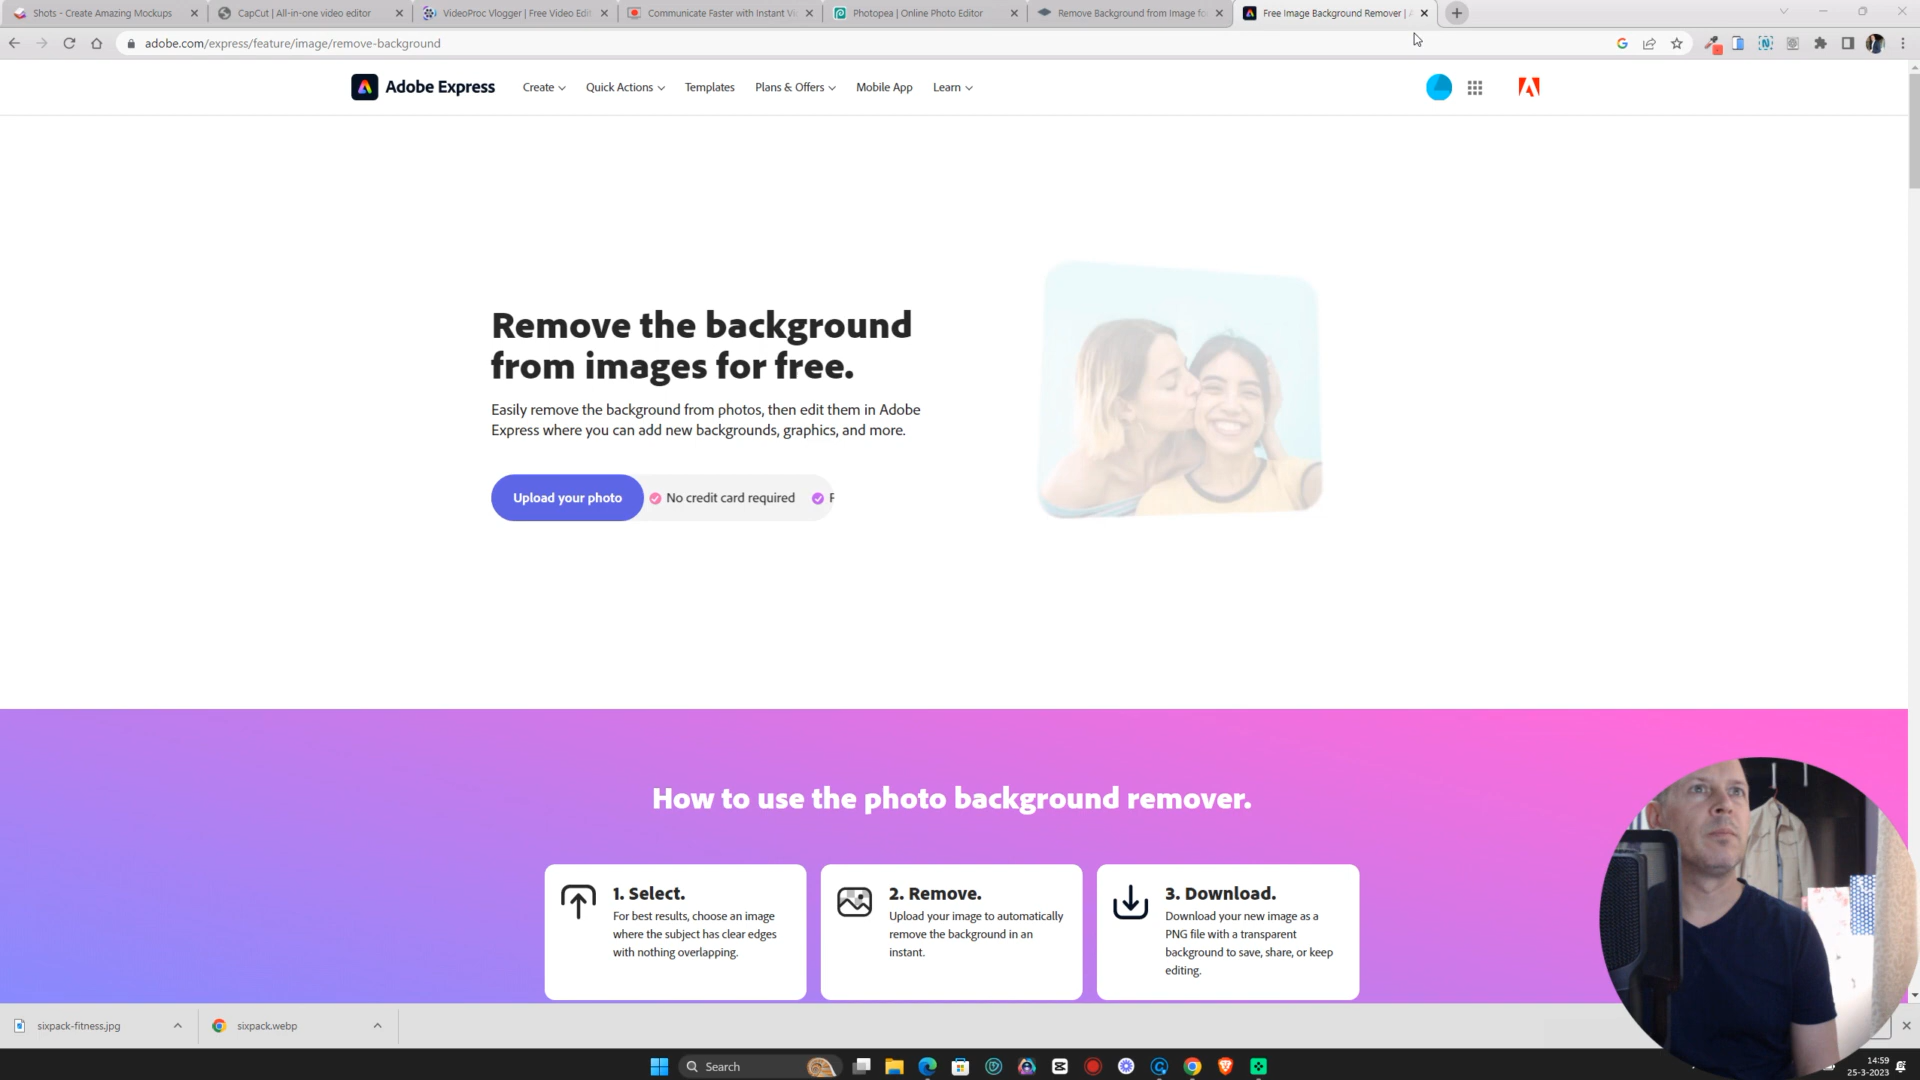 Shots - Create Amazing Mockups
CapCut | All-in-one video editor
VideoProc Vlogger | Free Video Edit
Communicate Faster with Instant Vi
Photopea | Online Photo Editor
Remove Background from Image fo
Free Image Background Remover |
adobe.com/express/feature/image/remove-background
Adobe Express
Create
Quick Actions
Templates
Plans & Offers
Mobile App
Learn
Remove the background
from images for free.
Easily remove the background from photos, then edit them in Adobe
Express where you can add new backgrounds, graphics, and more.
Upload your photo
No credit card required
F
How to use the photo background remover.
1. Select.
For best results, choose an image
where the subject has clear edges
with nothing overlapping.
2. Remove.
Upload your image to automatically
remove the background in an
instant.
3. Download.
Download your new image as a
PNG file with a transparent
background to save, share, or keep
editing.
sixpack-fitness.jpg
sixpack.webp
Search
14:59
25-3-2023